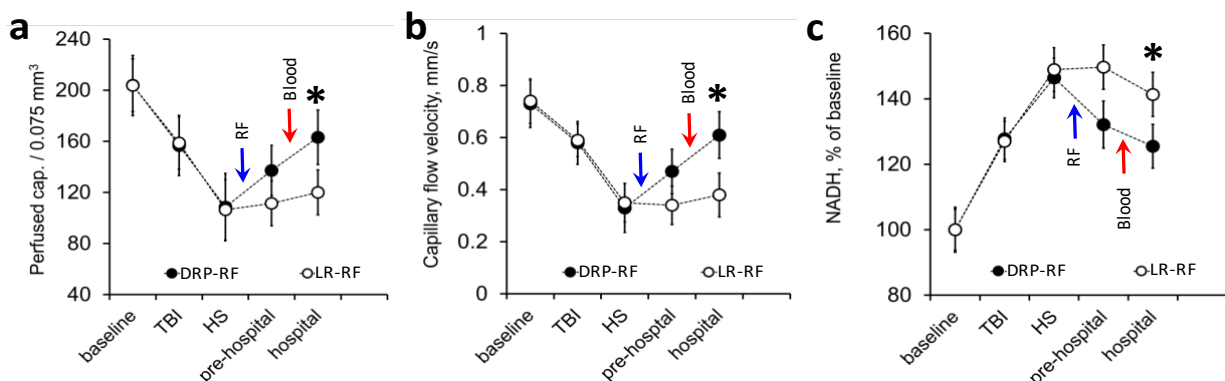 a
Perfused cap. / 0.075 mm³
240
200
160
120
80
40
RF
Blood
*
DRP-RF
LR-RF
baseline
TBI
HS
pre-hospital
hospital
b
Capillary flow velocity, mm/s
1
0.8
0.6
0.4
0.2
0
RF
Blood
*
DRP-RF
LR-RF
baseline
TBI
HS
pre-hospital
hospital
c
NADH, % of baseline
160
140
120
100
80
RF
Blood
*
DRP-RF
LR-RF
baseline
TBI
HS
pre-hospital
hospital